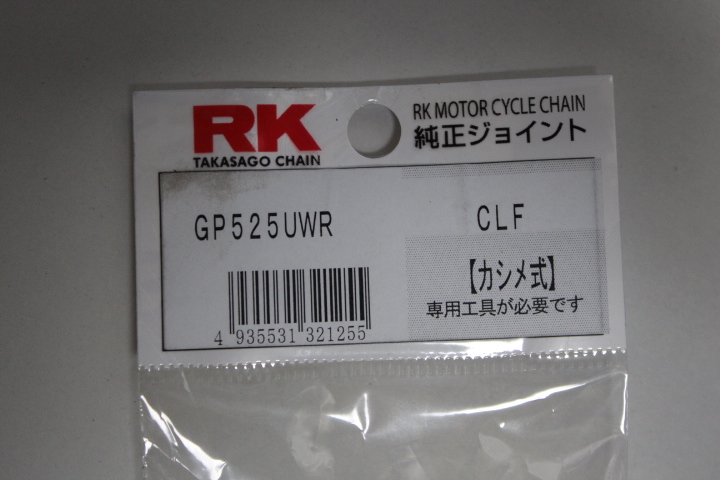 RK
TAKASAGO CHAIN
RK MOTOR CYCLE CHAIN
純正ジョイント
GP525UWR
CLF
【カシメ式】
専用工具が必要です
4 935531 321255